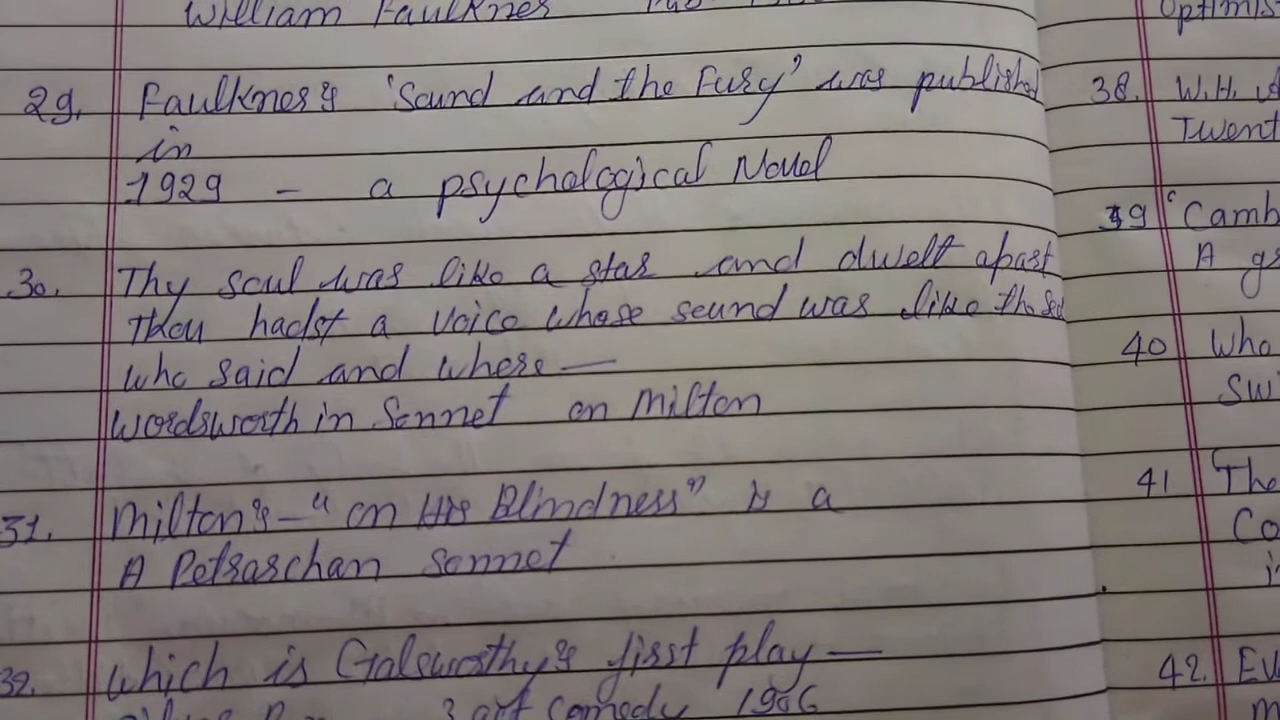 William Faulkner
29. Faulkner's 'Sound and the Fury' was published
in
1929 - a psychological Novel
30. Thy soul was like a star and dwelt apart
Thou hadst a voice whose sound was like the Sea
who said and where —
Wordsworth in Sonnet on Milton
31. Milton's - "on His Blindness" is a
A Petrarchan sonnet
32. Which is Galsworthy's first play —
3 act Comedy 1906
38. W.H.
Twent
39 'Camb
A
40 Who
Sw
41 'The
Co
42. Ev